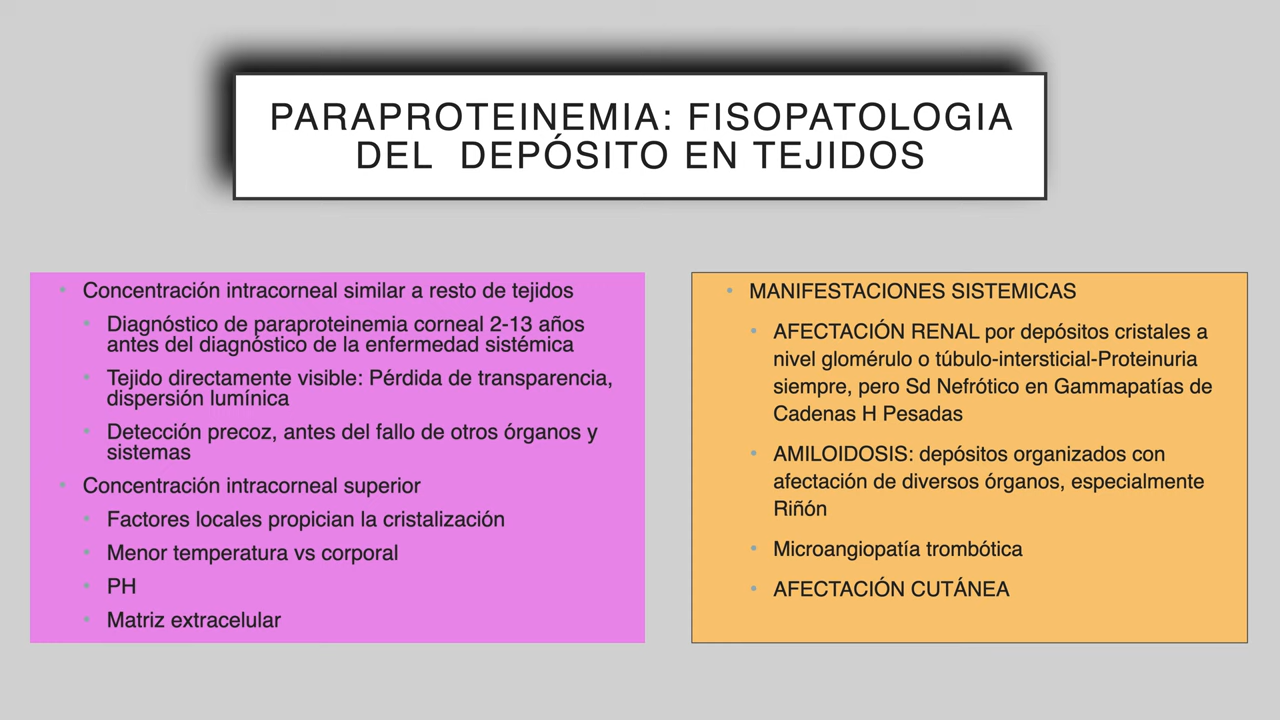 PARAPROTEINEMIA: FISOPATOLOGIA
DEL DEPÓSITO EN TEJIDOS
• Concentración intracorneal similar a resto de tejidos
• Diagnóstico de paraproteinemia corneal 2-13 años
antes del diagnóstico de la enfermedad sistémica
• Tejido directamente visible: Pérdida de transparencia,
dispersión lumínica
• Detección precoz, antes del fallo de otros órganos y
sistemas
• Concentración intracorneal superior
• Factores locales propician la cristalización
• Menor temperatura vs corporal
• PH
• Matriz extracelular
• MANIFESTACIONES SISTEMICAS
• AFECTACIÓN RENAL por depósitos cristales a
nivel glomérulo o túbulo-intersticial-Proteinuria
siempre, pero Sd Nefrótico en Gammapatías de
Cadenas H Pesadas
• AMILOIDOSIS: depósitos organizados con
afectación de diversos órganos, especialmente
Riñón
• Microangiopatía trombótica
• AFECTACIÓN CUTÁNEA